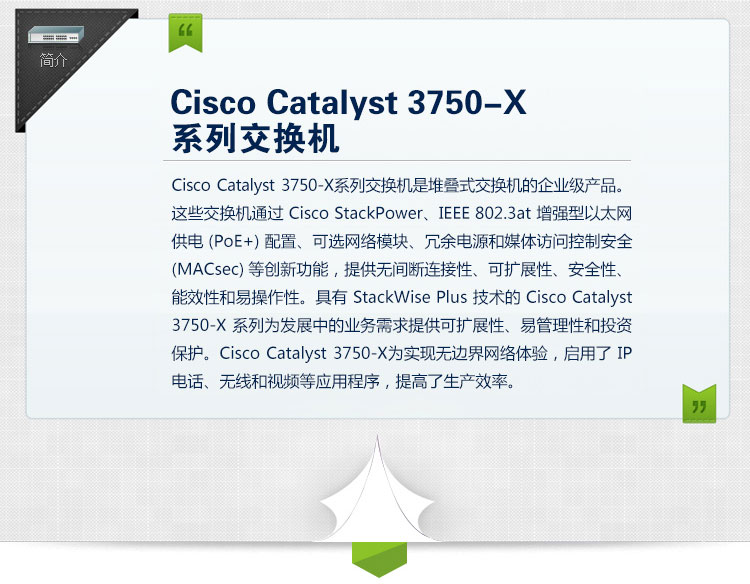 简介
Cisco Catalyst 3750-X
系列交换机
Cisco Catalyst 3750-X系列交换机是堆叠式交换机的企业级产品。
这些交换机通过 Cisco StackPower、IEEE 802.3at 增强型以太网
供电 (PoE+) 配置、可选网络模块、冗余电源和媒体访问控制安全
(MACsec) 等创新功能，提供无间断连接性、可扩展性、安全性、
能效性和易操作性。具有 StackWise Plus 技术的 Cisco Catalyst
3750-X 系列为发展中的业务需求提供可扩展性、易管理性和投资
保护。Cisco Catalyst 3750-X为实现无边界网络体验，启用了 IP
电话、无线和视频等应用程序，提高了生产效率。